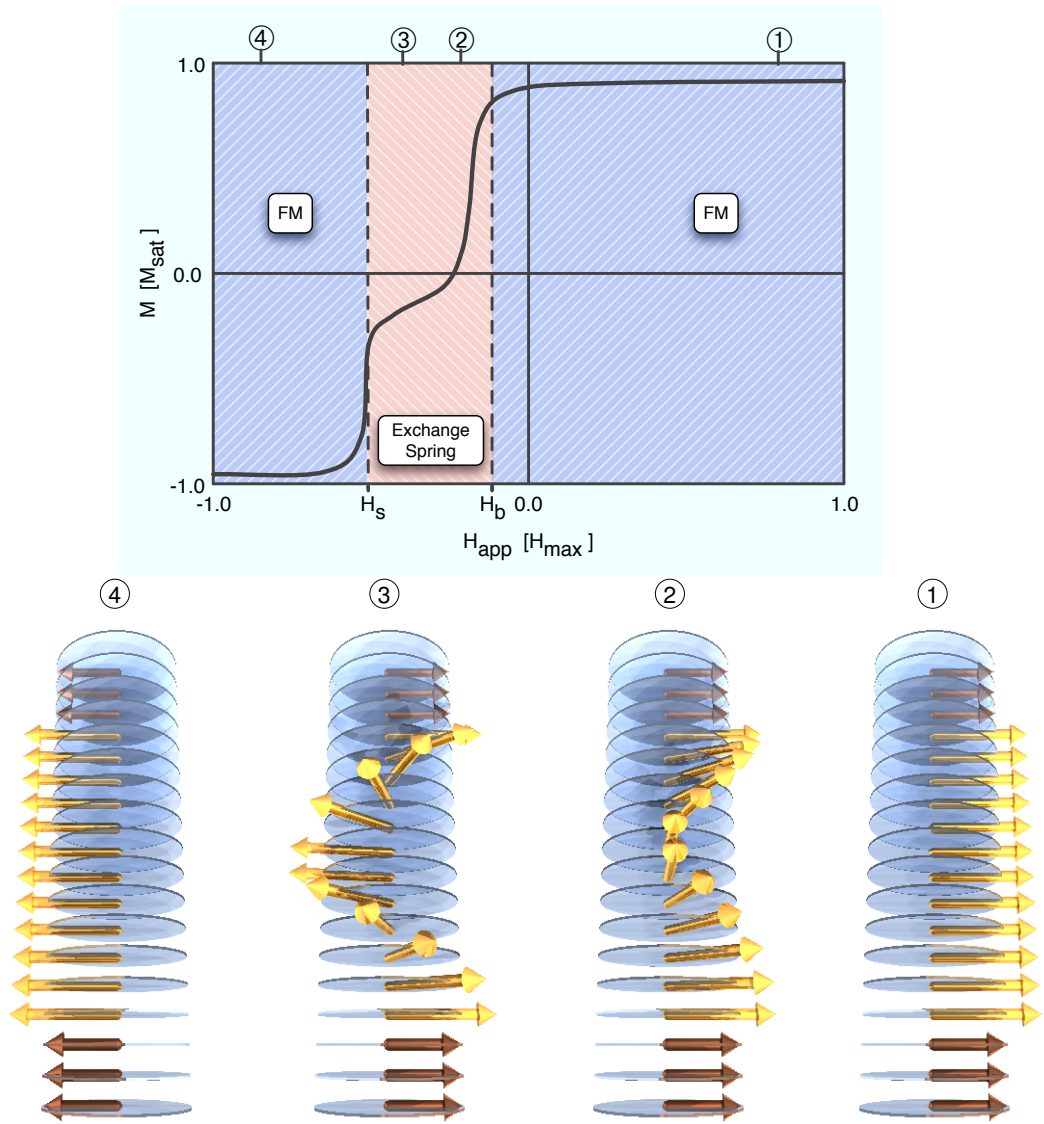 ④ ③ ② ①
1.0
FM FM
M [M_sat]
0.0
Exchange
Spring
-1.0
-1.0 H_s H_b 0.0 1.0
H_app [H_max]
④ ③ ② ①